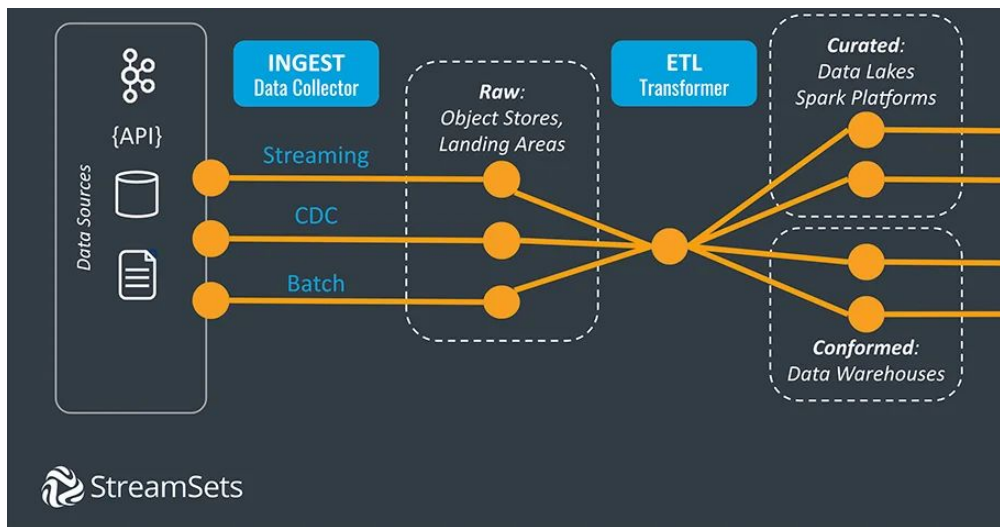 Data Sources
{API}
INGEST
Data Collector
Streaming
CDC
Batch
Raw:
Object Stores,
Landing Areas
ETL
Transformer
Curated:
Data Lakes
Spark Platforms
Conformed:
Data Warehouses
StreamSets